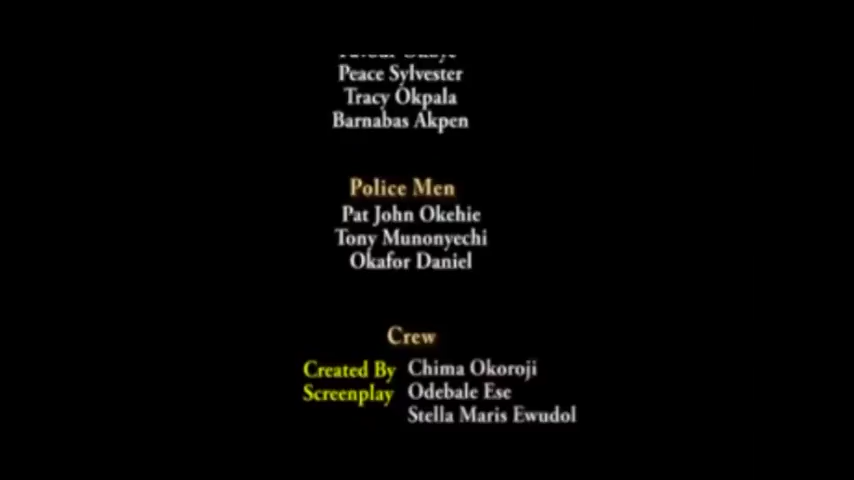 Peace Sylvester
Tracy Okpala
Barnabas Akpen
Police Men
Pat John Okehie
Tony Munonyechi
Okafor Daniel
Crew
Created By Chima Okoroji
Screenplay Odebale Ese
Stella Maris Ewudol